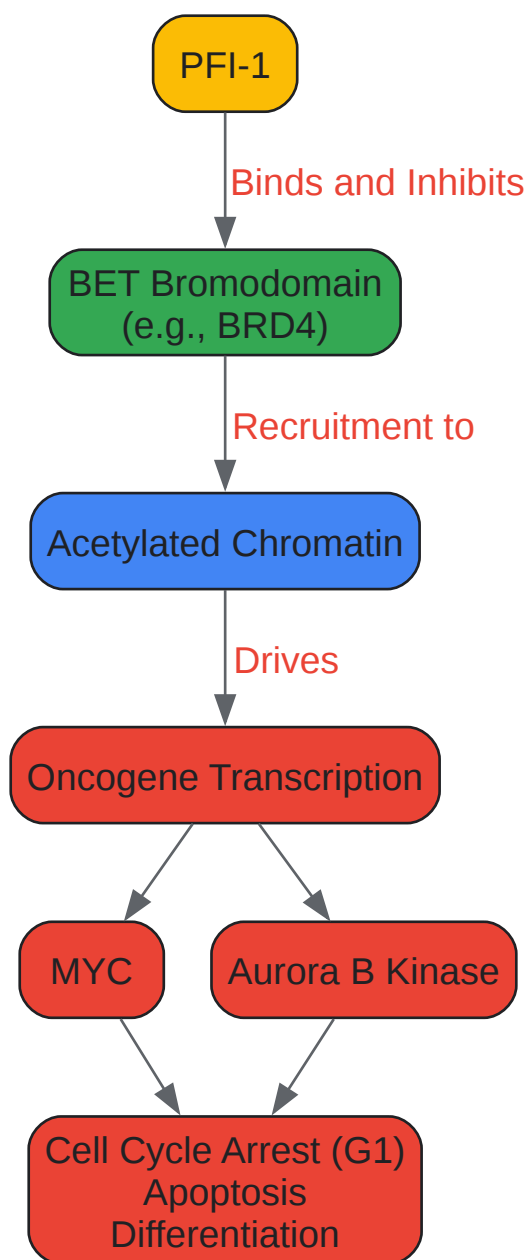 PFI-1
Binds and Inhibits
BET Bromodomain
(e.g., BRD4)
Recruitment to
Acetylated Chromatin
Drives
Oncogene Transcription
MYC
Aurora B Kinase
Cell Cycle Arrest (G1)
Apoptosis
Differentiation